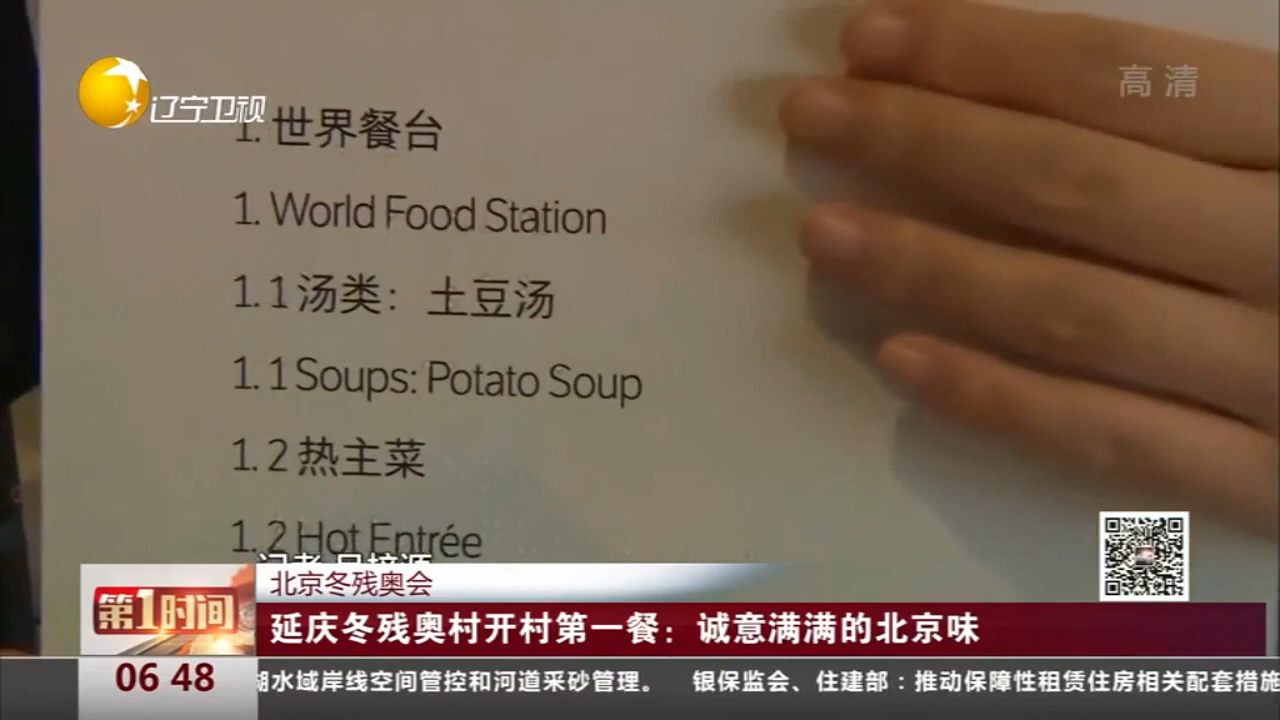 辽宁卫视
高清
1. 世界餐台
1. World Food Station
1. 1 汤类：土豆汤
1. 1 Soups: Potato Soup
1. 2 热主菜
1. 2 Hot Entrée
北京冬残奥会
第1时间
延庆冬残奥村开村第一餐：诚意满满的北京味
06 48
湖水域岸线空间管控和河道采砂管理。 银保监会、住建部：推动保障性租赁住房相关配套措施